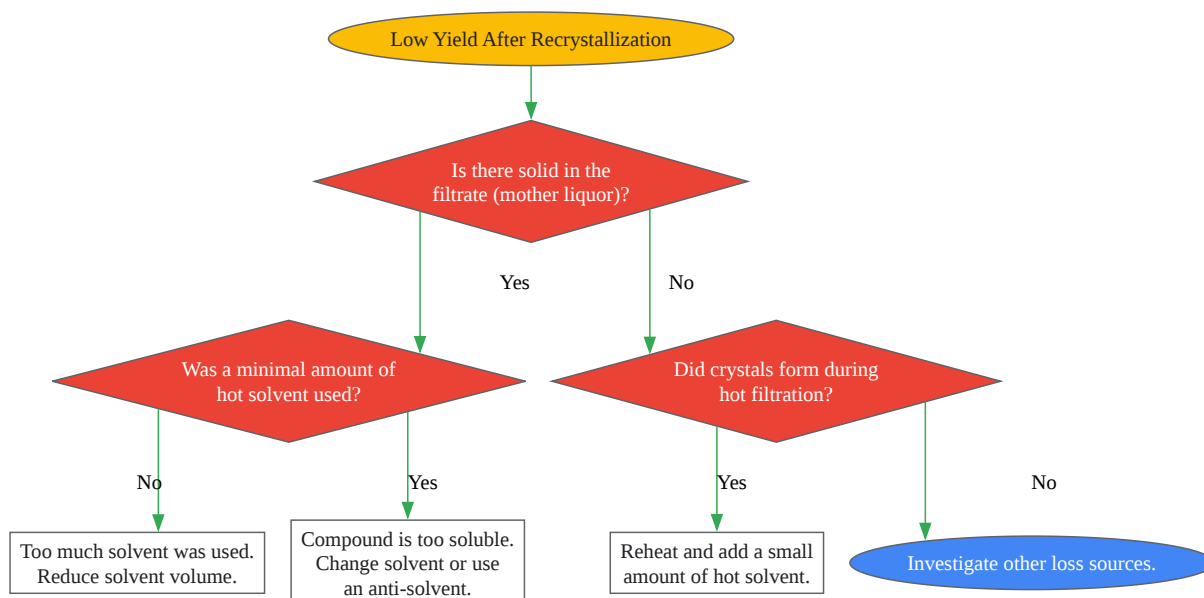 Low Yield After Recrystallization
Is there solid in the
filtrate (mother liquor)?
Yes
No
Was a minimal amount of
hot solvent used?
Did crystals form during
hot filtration?
No
Yes
Yes
No
Too much solvent was used.
Reduce solvent volume.
Compound is too soluble.
Change solvent or use
an anti-solvent.
Reheat and add a small
amount of hot solvent.
Investigate other loss sources.